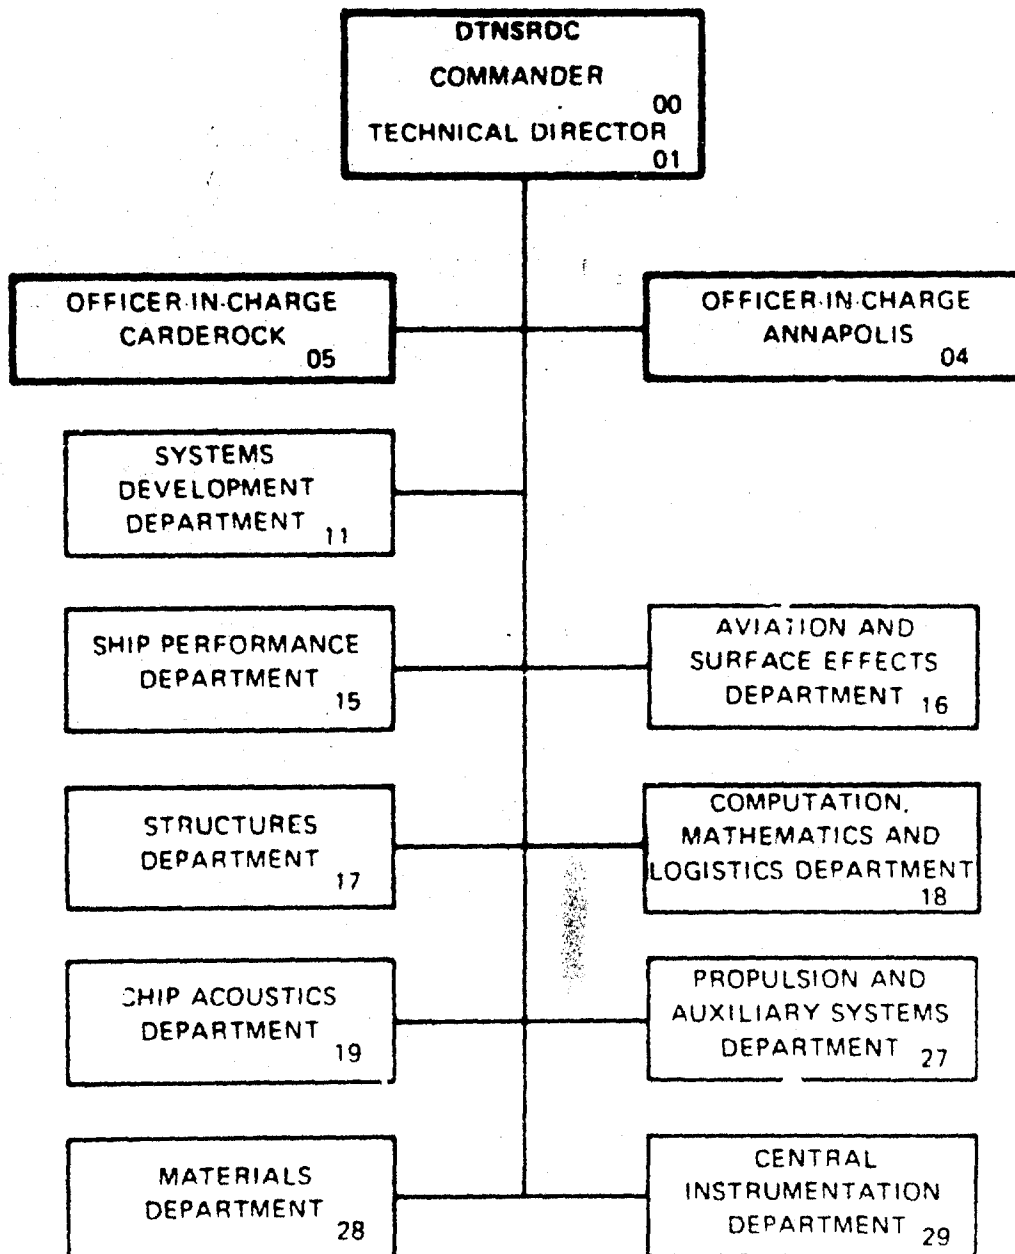 DTNSRDC
COMMANDER
00
TECHNICAL DIRECTOR
01
OFFICER-IN-CHARGE
CARDEROCK
05
OFFICER-IN-CHARGE
ANNAPOLIS
04
SYSTEMS
DEVELOPMENT
DEPARTMENT
11
SHIP PERFORMANCE
DEPARTMENT
15
AVIATION AND
SURFACE EFFECTS
DEPARTMENT
16
STRUCTURES
DEPARTMENT
17
COMPUTATION,
MATHEMATICS AND
LOGISTICS DEPARTMENT
18
SHIP ACOUSTICS
DEPARTMENT
19
PROPULSION AND
AUXILIARY SYSTEMS
DEPARTMENT
27
MATERIALS
DEPARTMENT
28
CENTRAL
INSTRUMENTATION
DEPARTMENT
29